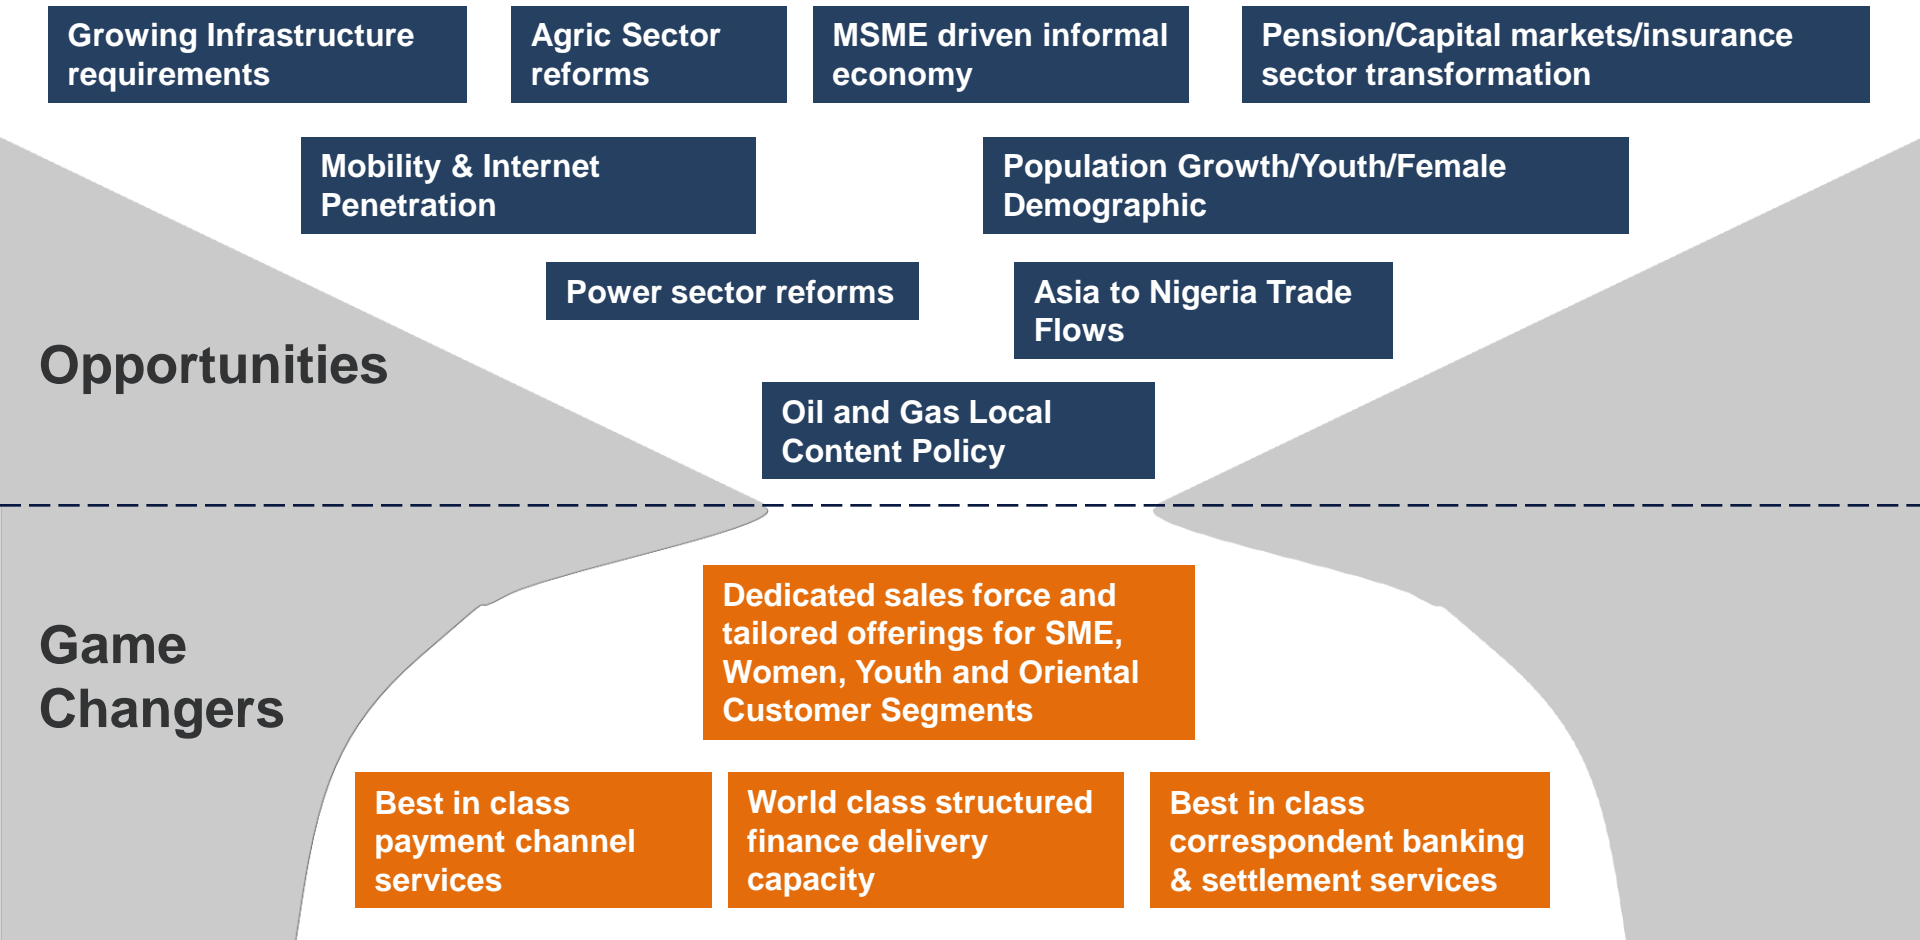 Growing Infrastructure
requirements
Agric Sector
reforms
MSME driven informal
economy
Pension/Capital markets/insurance
sector transformation
Mobility & Internet
Penetration
Population Growth/Youth/Female
Demographic
Power sector reforms
Asia to Nigeria Trade
Flows
Opportunities
Oil and Gas Local
Content Policy
Dedicated sales force and
tailored offerings for SME,
Women, Youth and Oriental
Customer Segments
Game
Changers
Best in class
payment channel
services
World class structured
finance delivery
capacity
Best in class
correspondent banking
& settlement services